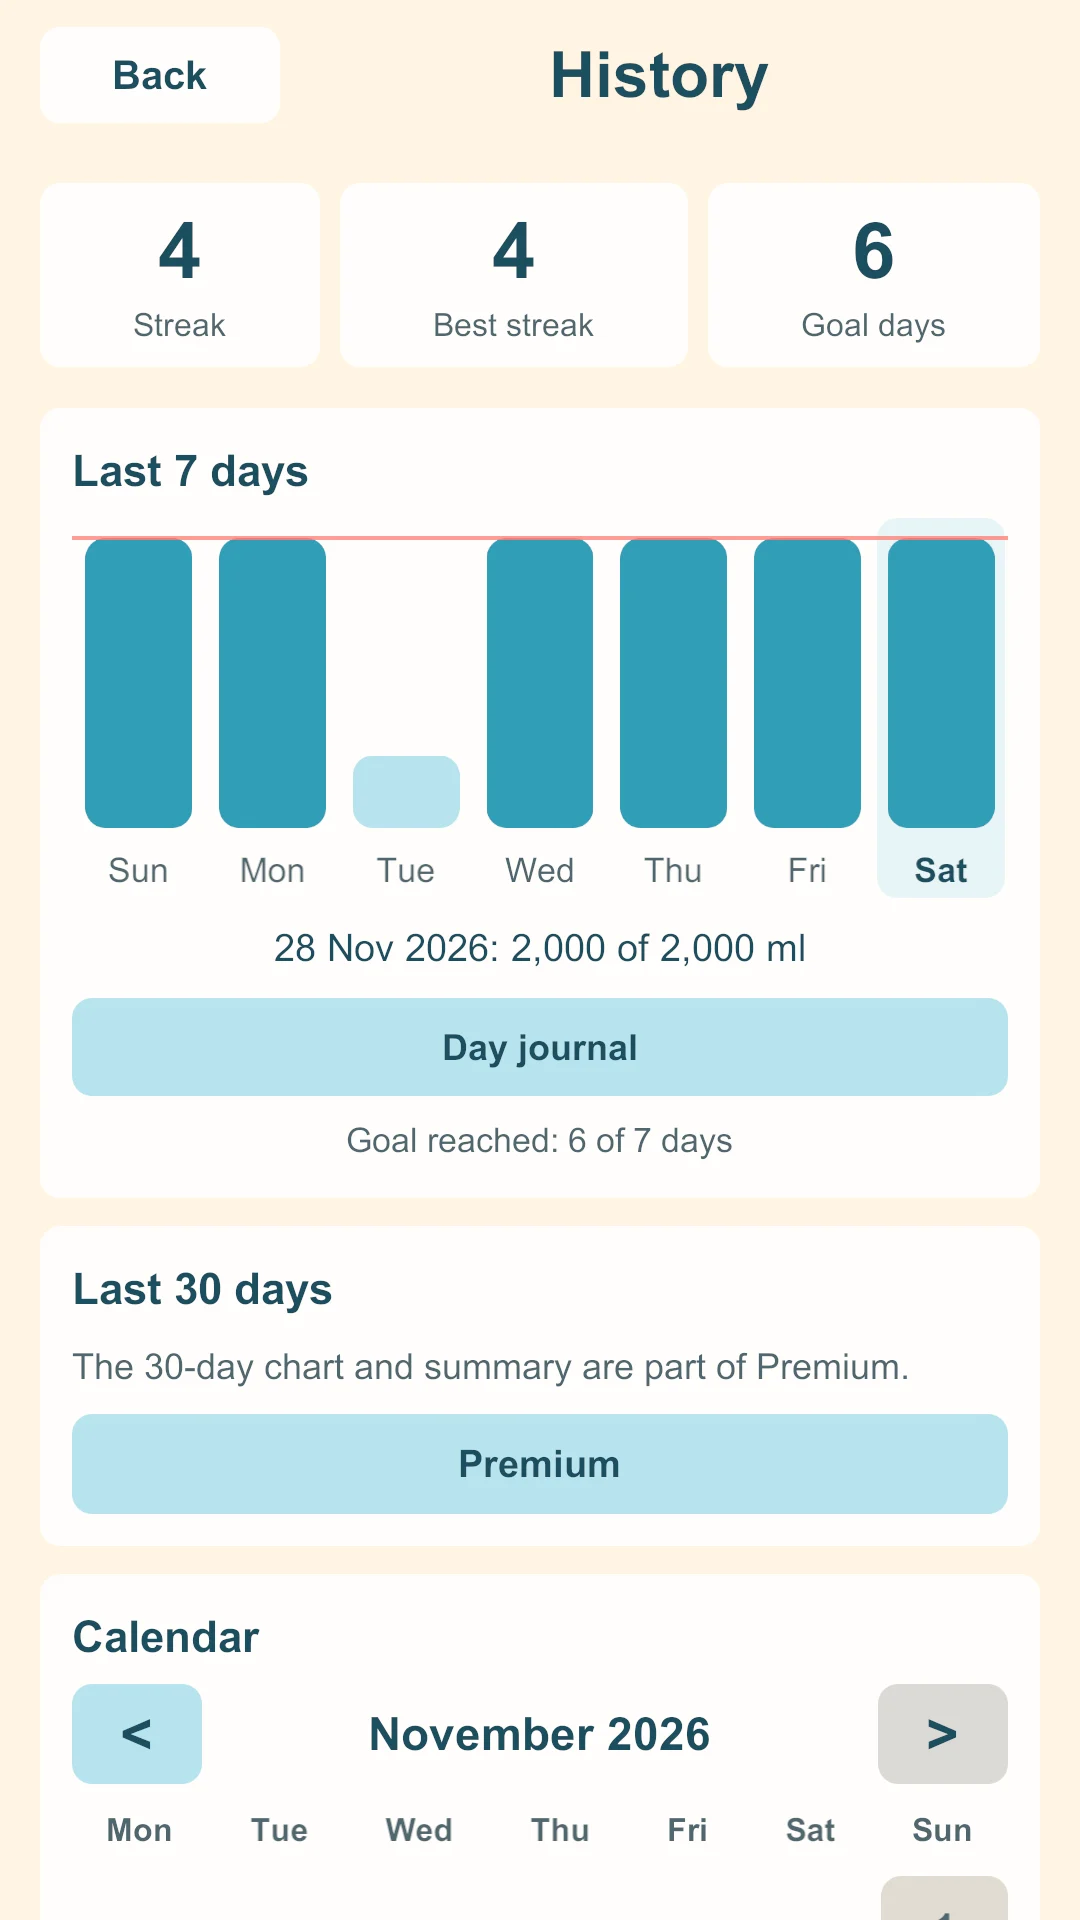 Back
History
4
Streak
4
Best streak
6
Goal days
Last 7 days
Sun Mon Tue Wed Thu Fri Sat
28 Nov 2026: 2,000 of 2,000 ml
Day journal
Goal reached: 6 of 7 days
Last 30 days
The 30-day chart and summary are part of Premium.
Premium
Calendar
< November 2026 >
Mon Tue Wed Thu Fri Sat Sun